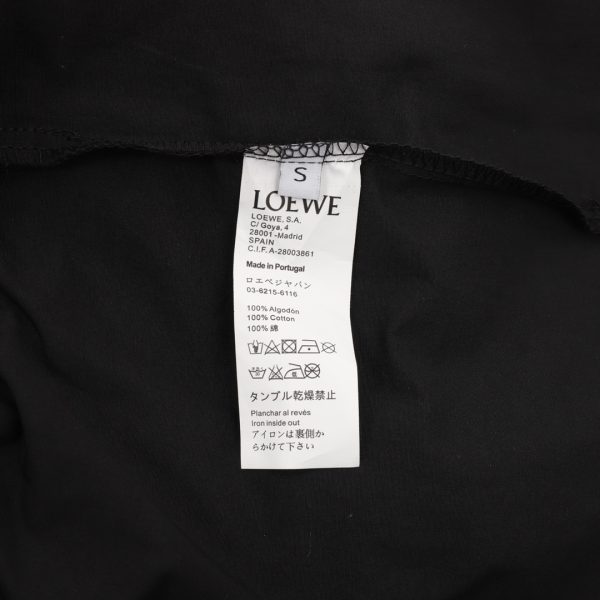 S
LOEWE
LOEWE, S.A.
C/ Goya, 4
28001 -Madrid
SPAIN
C.I.F. A-28003861
Made in Portugal
ロエベジャパン
03-6215-6116
100% Algodón
100% Cotton
100% 綿
タンブル乾燥禁止
Planchar al revés
Iron inside out
アイロンは裏側か
らかけて下さい